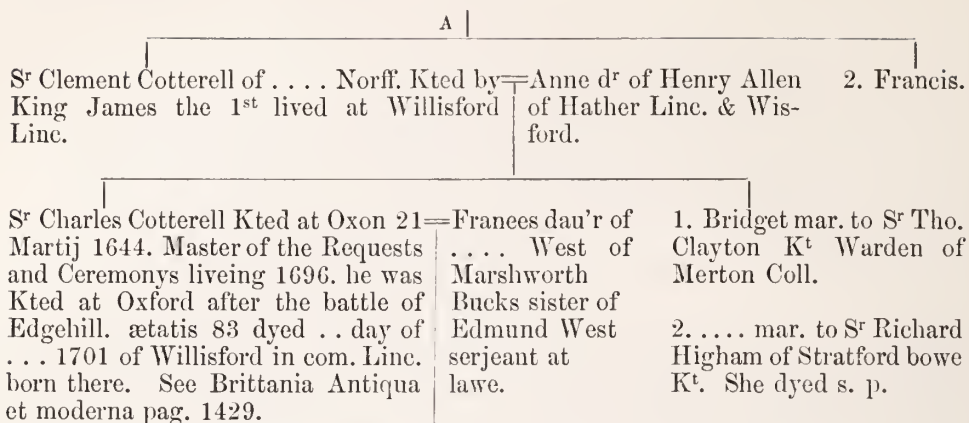 A
Sʳ Clement Cotterell of . . . . Norff. Kted by
King James the 1ˢᵗ lived at Willisford
Linc.
Anne dʳ of Henry Allen
of Hather Linc. & Wis-
ford.
2. Francis.
Sʳ Charles Cotterell Kted at Oxon 21
Martij 1644. Master of the Requests
and Ceremonys liveing 1696. he was
Kted at Oxford after the battle of
Edgehill. ætatis 83 dyed . . day of
. . . 1701 of Willisford in com. Linc.
born there. See Brittania Antiqua
et moderna pag. 1429.
Franees dau'r of
. . . . West of
Marshworth
Bucks sister of
Edmund West
serjeant at
lawe.
1. Bridget mar. to Sʳ Tho.
Clayton Kᵗ Warden of
Merton Coll.
2. . . . . mar. to Sʳ Richard
Higham of Stratford bowe
Kᵗ. She dyed s. p.